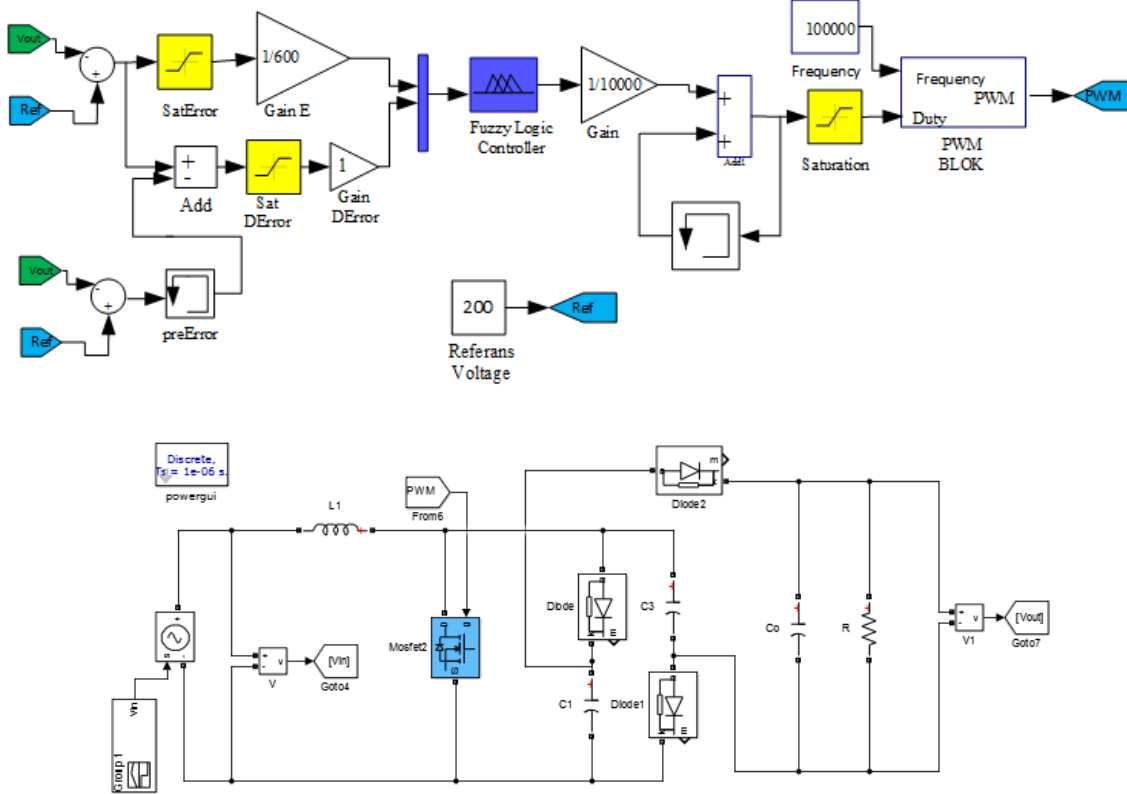 Vout
-
+
Ref
SatError
1/600
Gain E
+
-
Add
Sat
DError
1
Gain
DError
Fuzzy Logic
Controller
1/10000
Gain
+
+
Add1
100000
Frequency
Saturation
Frequency
PWM
Duty
PWM
BLOK
PWM
Vout
-
+
Ref
preError
200
Referans
Voltage
Ref
Discrete,
Ts = 1e-06 s.
powergui
L1
+
PWM
From6
m
Diode2
+
s
-
Vin
Group 1
+
-
v
V
[Vin]
Goto4
Mosfet2
S
Diode
m
C1
+
C3
+
Diode1
m
Co
+
R
+
+
-
v
V1
[Vout]
Goto7